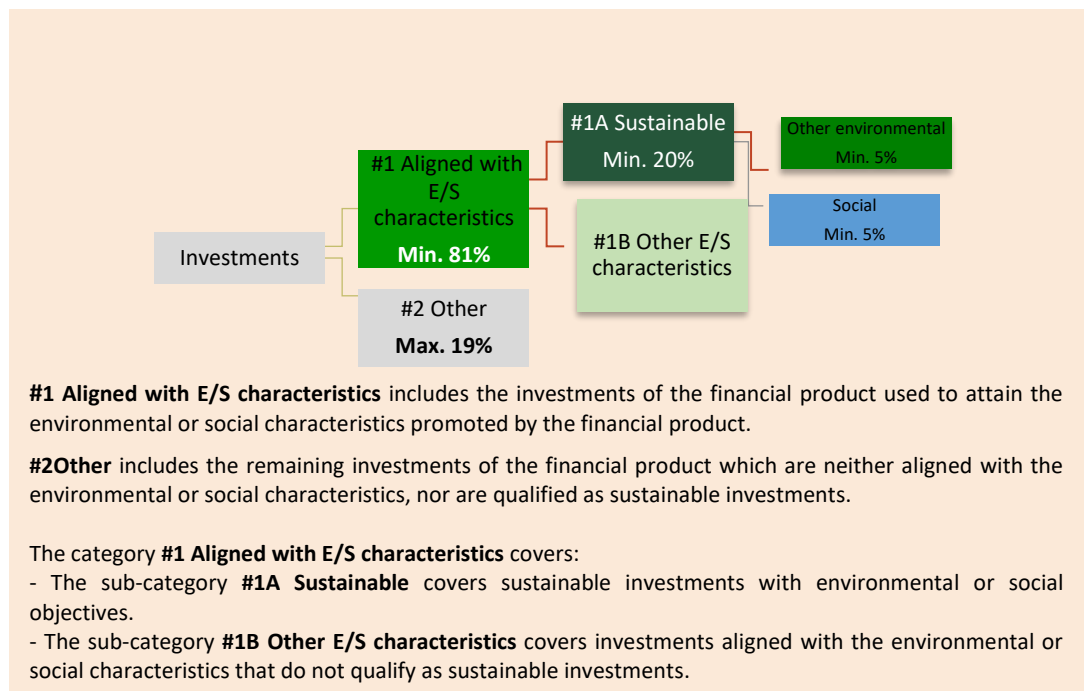 Investments
#1 Aligned with
E/S
characteristics
Min. 81%
#2 Other
Max. 19%
#1A Sustainable
Min. 20%
#1B Other E/S
characteristics
Other environmental
Min. 5%
Social
Min. 5%
#1 Aligned with E/S characteristics includes the investments of the financial product used to attain the
environmental or social characteristics promoted by the financial product.
#2Other includes the remaining investments of the financial product which are neither aligned with the
environmental or social characteristics, nor are qualified as sustainable investments.
The category #1 Aligned with E/S characteristics covers:
- The sub-category #1A Sustainable covers sustainable investments with environmental or social
objectives.
- The sub-category #1B Other E/S characteristics covers investments aligned with the environmental or
social characteristics that do not qualify as sustainable investments.